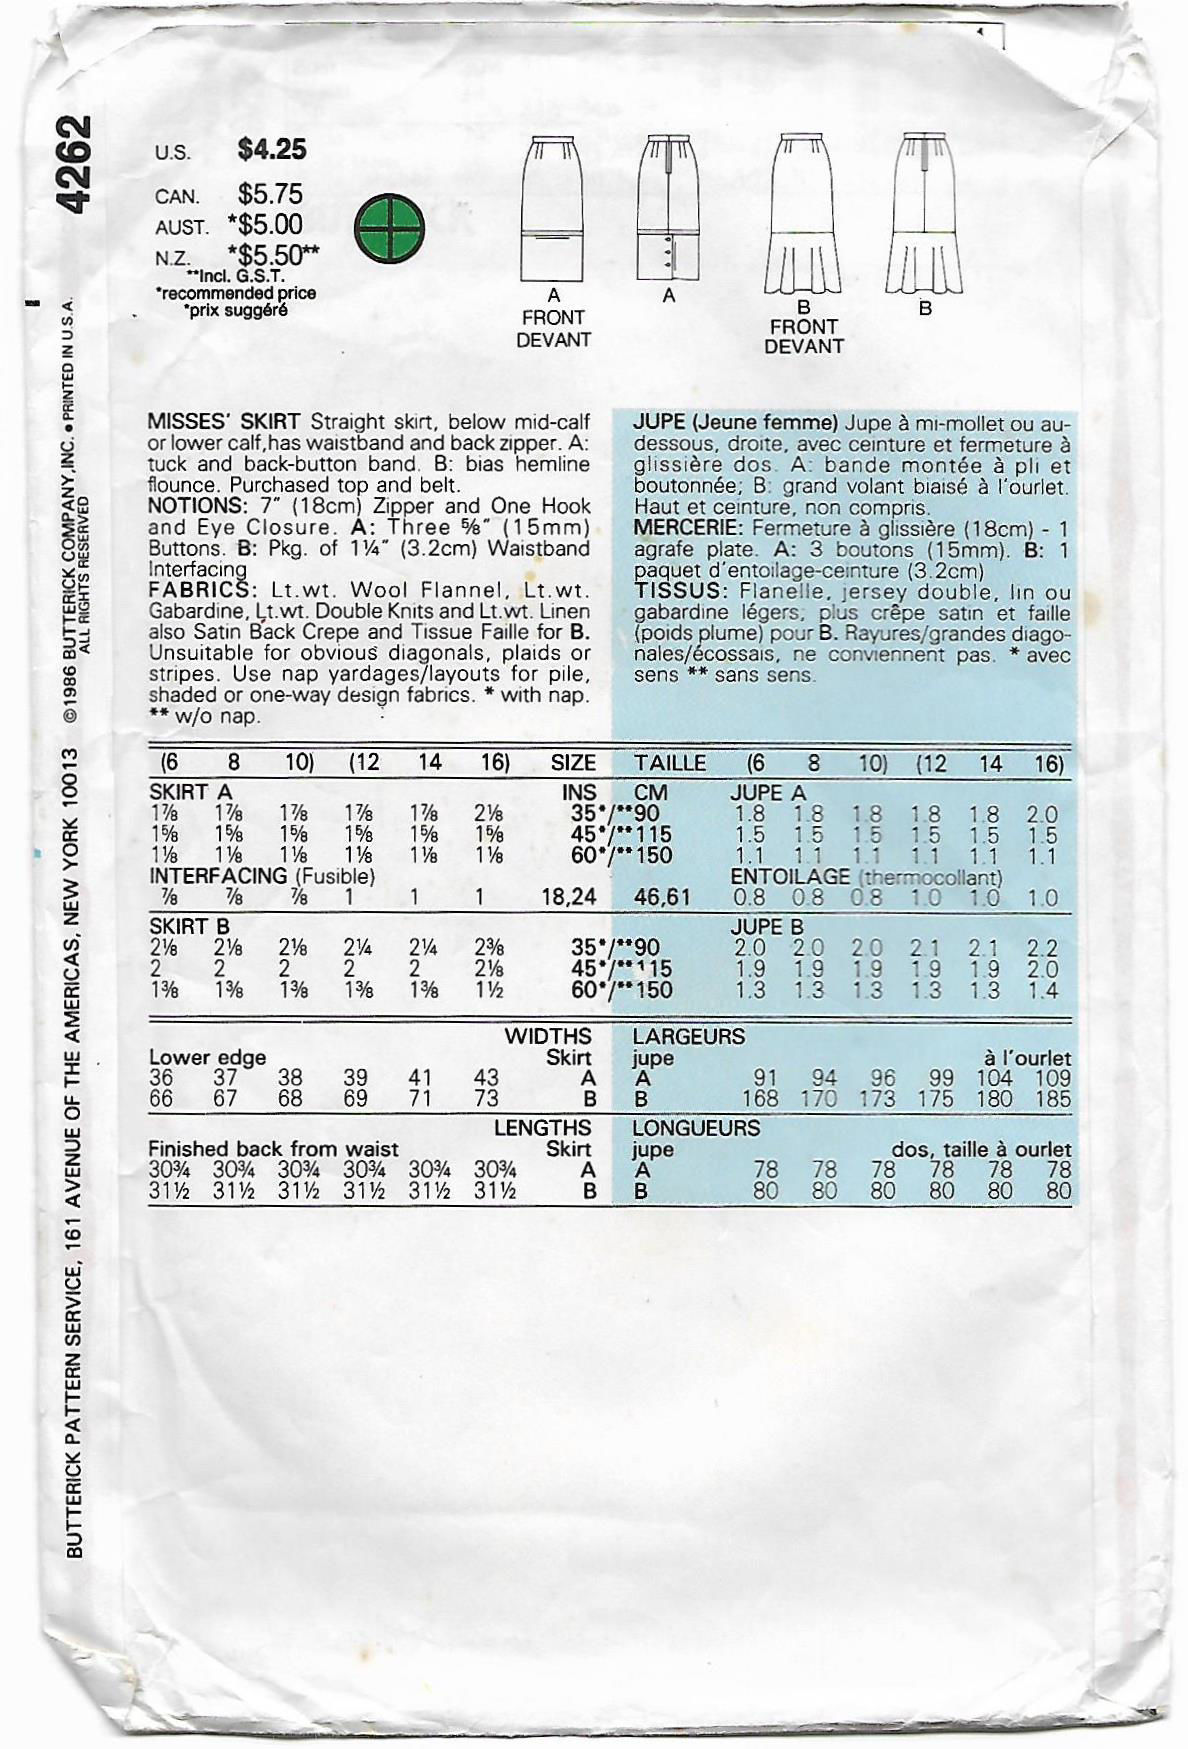 4262
BUTTERICK PATTERN SERVICE, 161 AVENUE OF THE AMERICAS, NEW YORK 10013 ©1986 BUTTERICK COMPANY, INC. ● PRINTED IN U.S.A.
ALL RIGHTS RESERVED
U.S. $4.25
CAN. $5.75
AUST. *$5.00
N.Z. *$5.50**
**Incl. G.S.T.
*recommended price
*prix suggéré
A
FRONT
DEVANT
A
B
FRONT
DEVANT
B
MISSES' SKIRT Straight skirt, below mid-calf
or lower calf, has waistband and back zipper. A:
tuck and back-button band. B: bias hemline
flounce. Purchased top and belt.
NOTIONS: 7" (18cm) Zipper and One Hook
and Eye Closure. A: Three ⅝" (15mm)
Buttons. B: Pkg. of 1¼" (3.2cm) Waistband
Interfacing
FABRICS: Lt.wt. Wool Flannel, Lt.wt.
Gabardine, Lt.wt. Double Knits and Lt.wt. Linen
also Satin Back Crepe and Tissue Faille for B.
Unsuitable for obvious diagonals, plaids or
stripes. Use nap yardages/layouts for pile,
shaded or one-way design fabrics. * with nap.
** w/o nap.
JUPE (Jeune femme) Jupe à mi-mollet ou au-
dessous, droite, avec ceinture et fermeture à
glissière dos. A: bande montée à pli et
boutonnée; B: grand volant biaisé à l'ourlet.
Haut et ceinture, non compris.
MERCERIE: Fermeture à glissière (18cm) - 1
agrafe plate. A: 3 boutons (15mm). B: 1
paquet d'entoilage-ceinture (3.2cm)
TISSUS: Flanelle, jersey double, lin ou
gabardine légers; plus crêpe satin et faille
(poids plume) pour B. Rayures/grandes diago-
nales/écossais, ne conviennent pas. * avec
sens ** sans sens.
(6 8 10) (12 14 16) SIZE TAILLE (6 8 10) (12 14 16)
SKIRT A INS CM JUPE A
1⅞ 1⅞ 1⅞ 1⅞ 1⅞ 2⅛ 35*/**90 1.8 1.8 1.8 1.8 1.8 2.0
1⅝ 1⅝ 1⅝ 1⅝ 1⅝ 1⅝ 45*/**115 1.5 1.5 1.5 1.5 1.5 1.5
1⅛ 1⅛ 1⅛ 1⅛ 1⅛ 1⅛ 60*/**150 1.1 1.1 1.1 1.1 1.1 1.1
INTERFACING (Fusible) ENTOILAGE (thermocollant)
⅞ ⅞ ⅞ 1 1 1 18,24 46,61 0.8 0.8 0.8 1.0 1.0 1.0
SKIRT B JUPE B
2⅛ 2⅛ 2⅛ 2¼ 2¼ 2⅜ 35*/**90 2.0 2.0 2.0 2.1 2.1 2.2
2 2 2 2 2 2⅛ 45*/**115 1.9 1.9 1.9 1.9 1.9 2.0
1⅜ 1⅜ 1⅜ 1⅜ 1⅜ 1½ 60*/**150 1.3 1.3 1.3 1.3 1.3 1.4
WIDTHS LARGEURS
Lower edge Skirt jupe à l'ourlet
36 37 38 39 41 43 A A 91 94 96 99 104 109
66 67 68 69 71 73 B B 168 170 173 175 180 185
LENGTHS LONGUEURS
Finished back from waist Skirt jupe dos, taille à ourlet
30¾ 30¾ 30¾ 30¾ 30¾ 30¾ A A 78 78 78 78 78 78
31½ 31½ 31½ 31½ 31½ 31½ B B 80 80 80 80 80 80